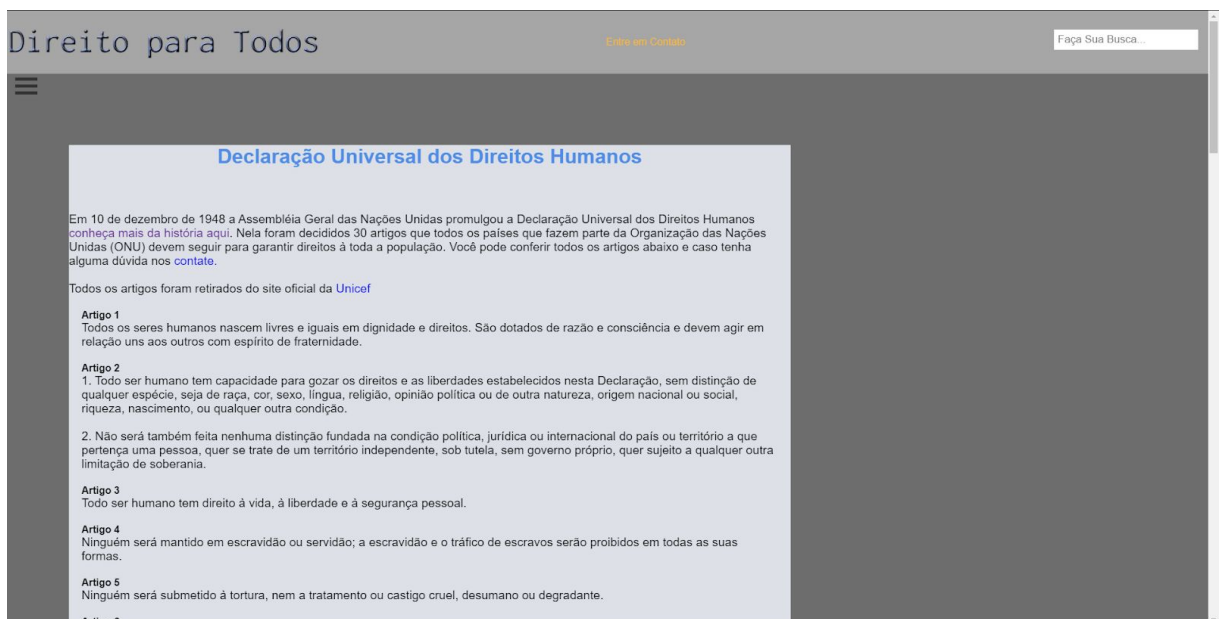 Direito para Todos
Entre em Contato
Faça Sua Busca...
Declaração Universal dos Direitos Humanos
Em 10 de dezembro de 1948 a Assembléia Geral das Nações Unidas promulgou a Declaração Universal dos Direitos Humanos
conheça mais da história aqui. Nela foram decididos 30 artigos que todos os países que fazem parte da Organização das Nações
Unidas (ONU) devem seguir para garantir direitos à toda a população. Você pode conferir todos os artigos abaixo e caso tenha
alguma dúvida nos contate.
Todos os artigos foram retirados do site oficial da Unicef
Artigo 1
Todos os seres humanos nascem livres e iguais em dignidade e direitos. São dotados de razão e consciência e devem agir em
relação uns aos outros com espírito de fraternidade.
Artigo 2
1. Todo ser humano tem capacidade para gozar os direitos e as liberdades estabelecidos nesta Declaração, sem distinção de
qualquer espécie, seja de raça, cor, sexo, língua, religião, opinião política ou de outra natureza, origem nacional ou social,
riqueza, nascimento, ou qualquer outra condição.
2. Não será também feita nenhuma distinção fundada na condição política, jurídica ou internacional do país ou território a que
pertença uma pessoa, quer se trate de um território independente, sob tutela, sem governo próprio, quer sujeito a qualquer outra
limitação de soberania.
Artigo 3
Todo ser humano tem direito á vida, à liberdade e à segurança pessoal.
Artigo 4
Ninguém será mantido em escravidão ou servidão; a escravidão e o tráfico de escravos serão proibidos em todas as suas
formas.
Artigo 5
Ninguém será submetido á tortura, nem a tratamento ou castigo cruel, desumano ou degradante.